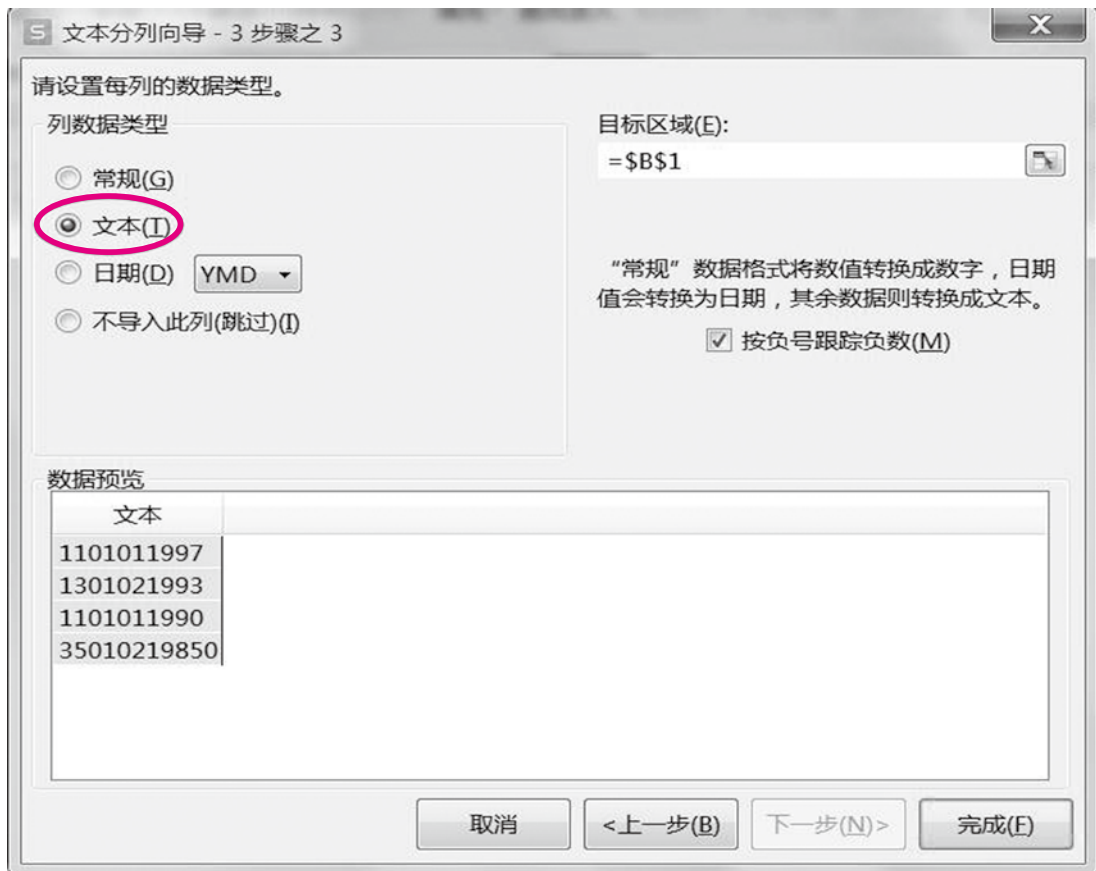 S 文本分列向导 - 3 步骤之 3
X
请设置每列的数据类型。
列数据类型
常规(G)
文本(T)
日期(D) YMD
不导入此列(跳过)(I)
目标区域(E):
=$B$1
“常规”数据格式将数值转换成数字，日期
值会转换为日期，其余数据则转换成文本。
按负号跟踪负数(M)
数据预览
文本
1101011997
1301021993
1101011990
35010219850
取消 <上一步(B) 下一步(N)> 完成(F)